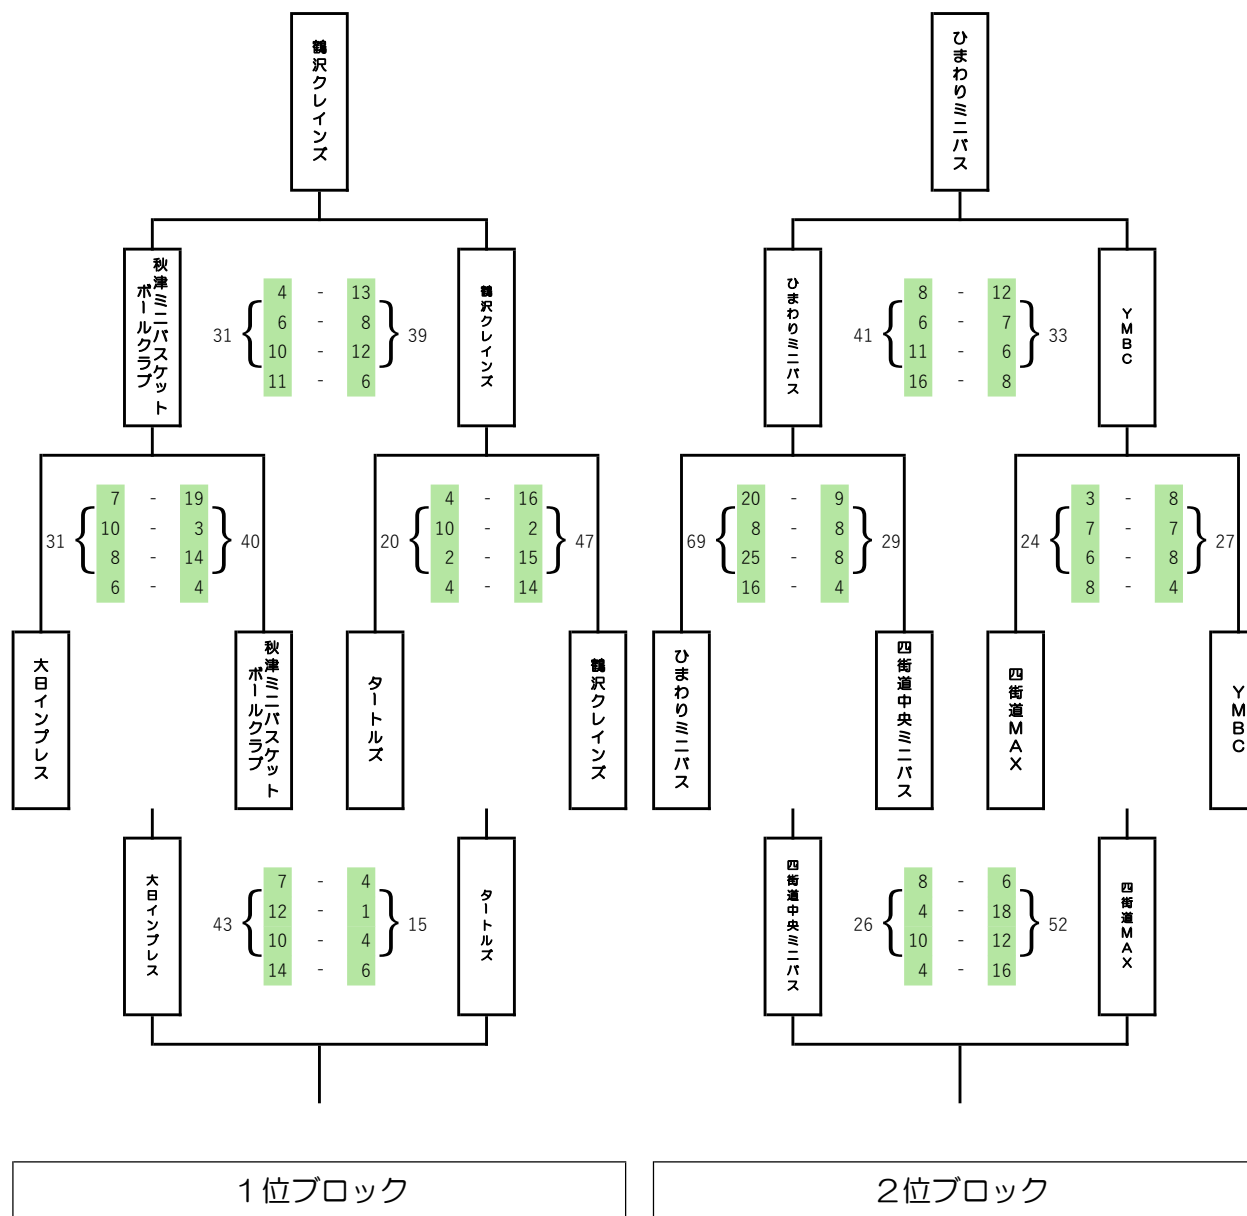 鶴沢クレインズ
秋津ミニバスケット
ボールクラブ
31
4 - 13
6 - 8
10 - 12
11 - 6
39
鶴沢クレインズ
31
7 - 19
10 - 3
8 - 14
6 - 4
40
20
4 - 16
10 - 2
2 - 15
4 - 14
47
大日インプレス
秋津ミニバスケット
ボールクラブ
タートルズ
鶴沢クレインズ
大日インプレス
43
7 - 4
12 - 1
10 - 4
14 - 6
15
タートルズ
１位ブロック
ひまわりミニバス
ひまわりミニバス
41
8 - 12
6 - 7
11 - 6
16 - 8
33
YMBC
69
20 - 9
8 - 8
25 - 8
16 - 4
29
24
3 - 8
7 - 7
6 - 8
8 - 4
27
ひまわりミニバス
四街道中央ミニバス
四街道MAX
YMBC
四街道中央ミニバス
26
8 - 6
4 - 18
10 - 12
4 - 16
52
四街道MAX
２位ブロック